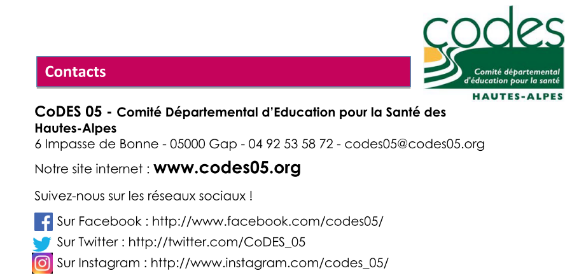 codes
Comité départemental
d'éducation pour la santé
HAUTES-ALPES
Contacts
CoDES 05 - Comité Départemental d'Education pour la Santé des
Hautes-Alpes
6 Impasse de Bonne - 05000 Gap - 04 92 53 58 72 - codes05@codes05.org
Notre site internet : www.codes05.org
Suivez-nous sur les réseaux sociaux !
Sur Facebook : http://www.facebook.com/codes05/
Sur Twitter : http://twitter.com/CoDES_05
Sur Instagram : http://www.instagram.com/codes_05/